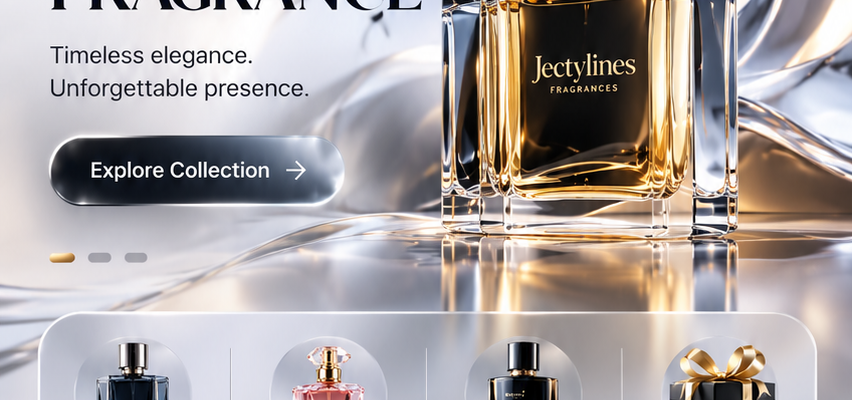 FRAGRANCE
Timeless elegance.
Unforgettable presence.
Explore Collection →
Jectylines
FRAGRANCES